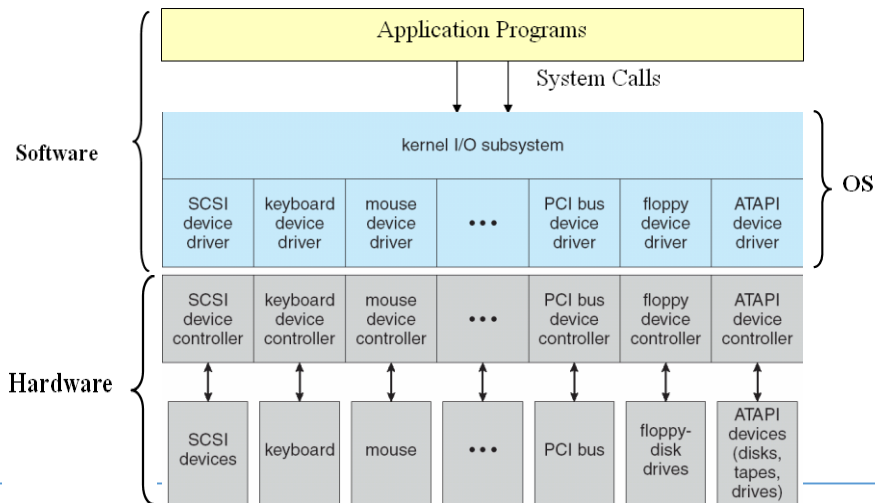 Application Programs
System Calls
Software
kernel I/O subsystem
OS
SCSI
device
driver
keyboard
device
driver
mouse
device
driver
•••
PCI bus
device
driver
floppy
device
driver
ATAPI
device
driver
Hardware
SCSI
device
controller
keyboard
device
controller
mouse
device
controller
•••
PCI bus
device
controller
floppy
device
controller
ATAPI
device
controller
SCSI
devices
keyboard
mouse
•••
PCI bus
floppy-
disk
drives
ATAPI
devices
(disks,
tapes,
drives)